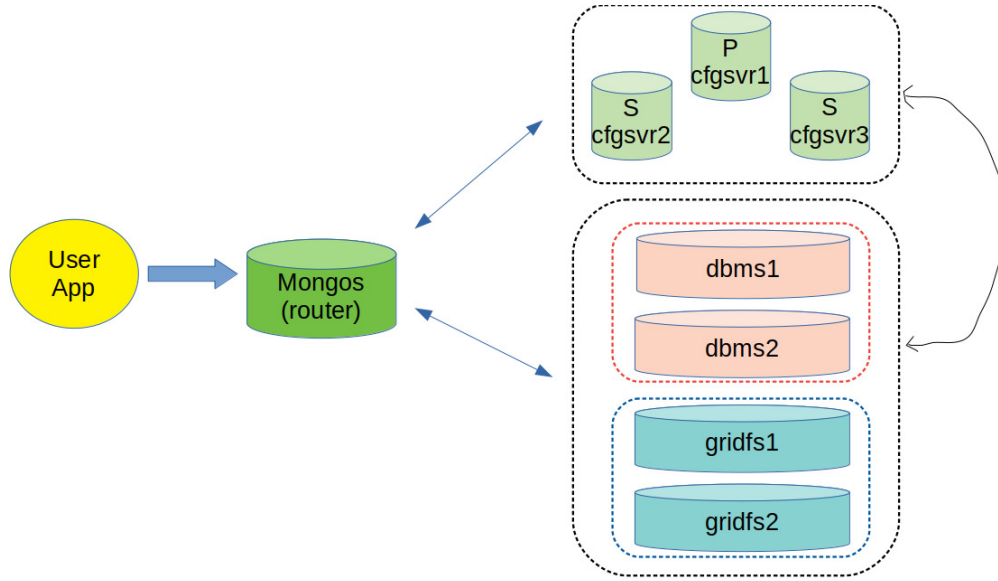 User
App
Mongos
(router)
P
cfgsvr1
S
cfgsvr2
S
cfgsvr3
dbms1
dbms2
gridfs1
gridfs2